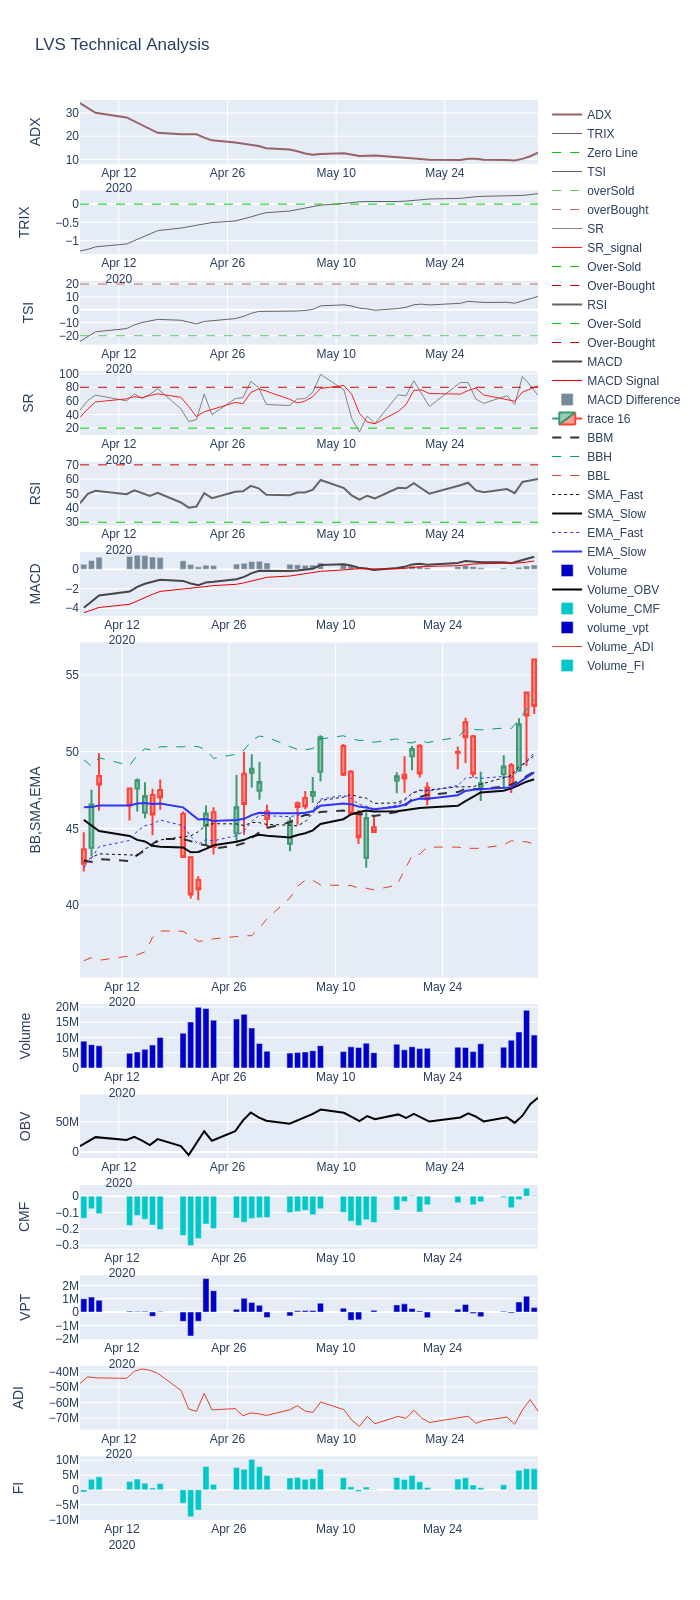 LVS Technical Analysis
ADX
30
20
10
Apr 12
2020
Apr 26
May 10
May 24
TRIX
0
−0.5
−1
Apr 12
2020
Apr 26
May 10
May 24
TSI
20
10
0
−10
−20
Apr 12
2020
Apr 26
May 10
May 24
SR
100
80
60
40
20
Apr 12
2020
Apr 26
May 10
May 24
RSI
70
60
50
40
30
Apr 12
2020
Apr 26
May 10
May 24
MACD
0
−2
−4
Apr 12
2020
Apr 26
May 10
May 24
BB,SMA,EMA
55
50
45
40
Apr 12
2020
Apr 26
May 10
May 24
Volume
20M
15M
10M
5M
0
Apr 12
2020
Apr 26
May 10
May 24
OBV
50M
0
Apr 12
2020
Apr 26
May 10
May 24
CMF
0
−0.1
−0.2
−0.3
Apr 12
2020
Apr 26
May 10
May 24
VPT
2M
1M
0
−1M
−2M
Apr 12
2020
Apr 26
May 10
May 24
ADI
−40M
−50M
−60M
−70M
Apr 12
2020
Apr 26
May 10
May 24
FI
10M
5M
0
−5M
−10M
Apr 12
2020
Apr 26
May 10
May 24
ADX
TRIX
Zero Line
TSI
overSold
overBought
SR
SR_signal
Over-Sold
Over-Bought
RSI
Over-Sold
Over-Bought
MACD
MACD Signal
MACD Difference
trace 16
BBM
BBH
BBL
SMA_Fast
SMA_Slow
EMA_Fast
EMA_Slow
Volume
Volume_OBV
Volume_CMF
volume_vpt
Volume_ADI
Volume_FI